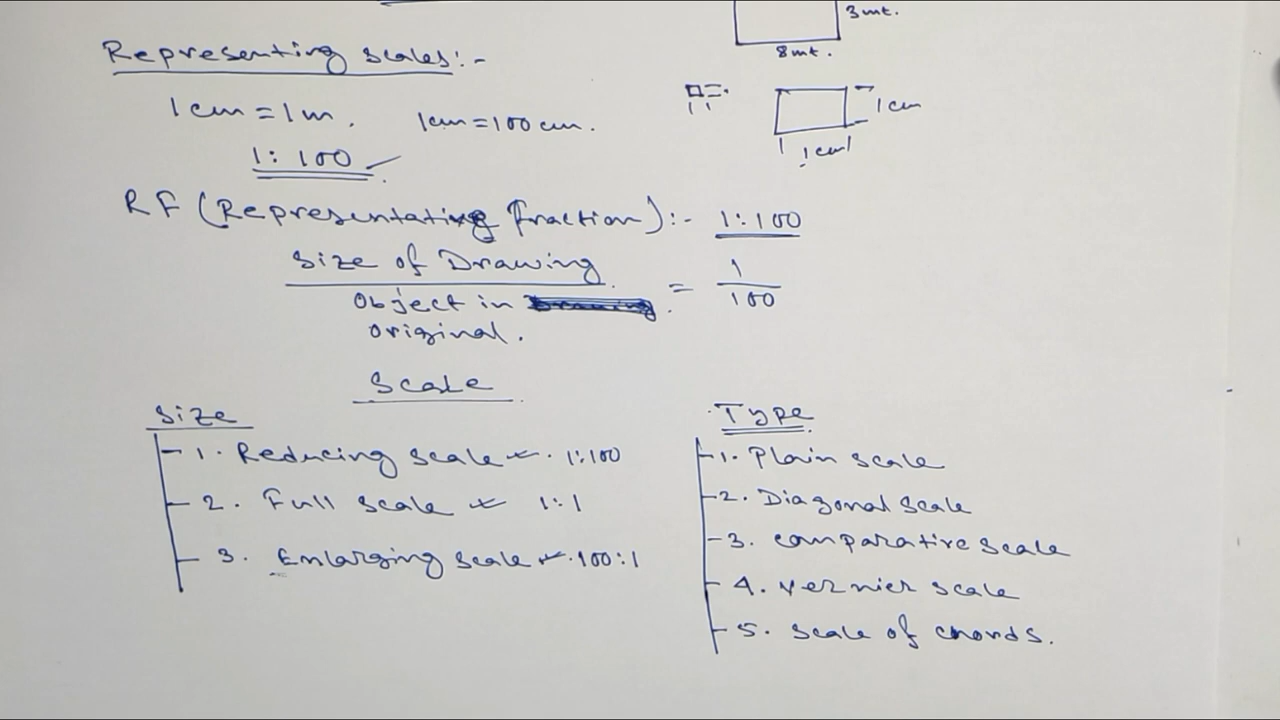 3mt.
8mt.
Representing scales:-
1cm = 1m. 1cm = 100 cm.
1cm
1cm
1: 100
RF (Representative fraction):- 1:100
Size of Drawing
Object in
original.
= 1
100
Scale
Size
1. Reducing scale 1:100
2. Full scale 1:1
3. Enlarging scale 100:1
Type
1. Plain scale
2. Diagonal scale
3. comparative scale
4. vernier scale
5. scale of chords.